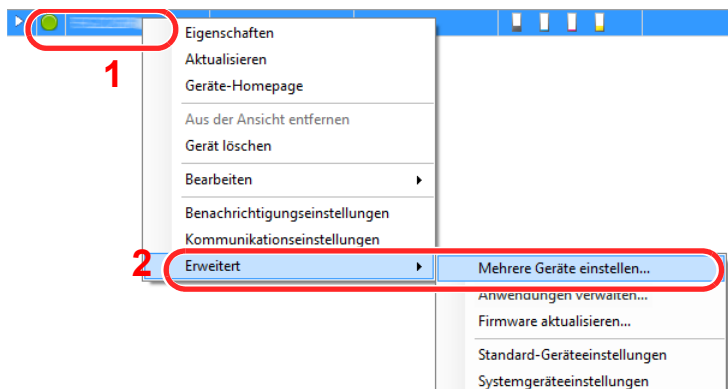 1
Eigenschaften
Aktualisieren
Geräte-Homepage
Aus der Ansicht entfernen
Gerät löschen
Bearbeiten
Benachrichtigungseinstellungen
Kommunikationseinstellungen
2
Erweitert
Mehrere Geräte einstellen...
Anwendungen verwalten...
Firmware aktualisieren...
Standard-Geräteeinstellungen
Systemgeräteeinstellungen